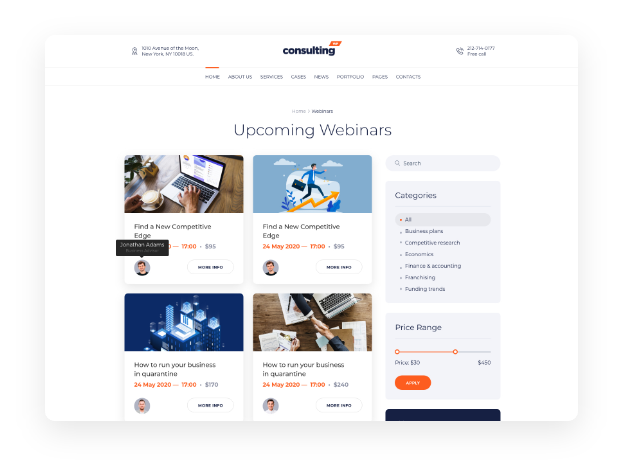 1010 Avenue of the Moon,
New York, NY 10018 US.
consulting
212-714-0177
Free call
HOME ABOUT US SERVICES CASES NEWS PORTFOLIO PAGES CONTACTS
Home > Webinars
Upcoming Webinars
Find a New Competitive
Edge
— 17:00 • $95
Jonathan Adams
MORE INFO
Find a New Competitive
Edge
24 May 2020 — 17:00 • $95
MORE INFO
How to run your business
in quarantine
24 May 2020 — 17:00 • $170
MORE INFO
How to run your business
in quarantine
24 May 2020 — 17:00 • $240
MORE INFO
Search
Categories
All
Business plans
Competitive research
Economics
Finance & accounting
Franchising
Funding trends
Price Range
Price: $30 $450
APPLY